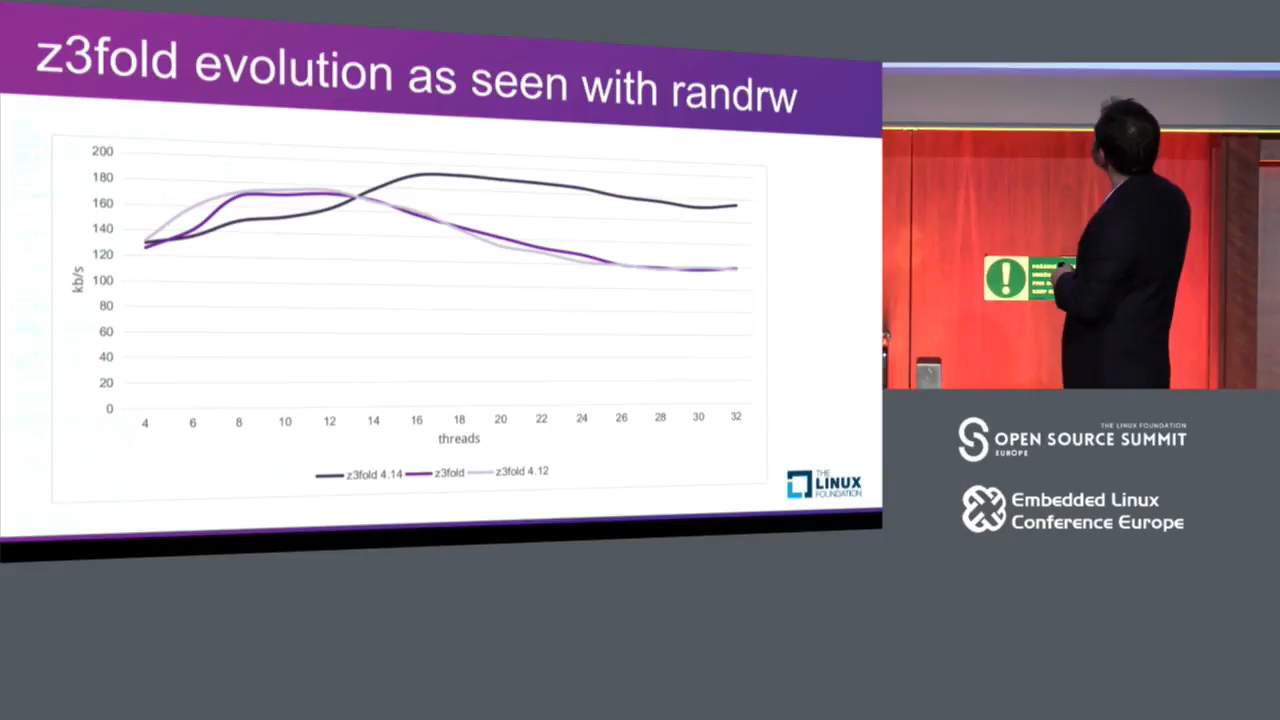 z3fold evolution as seen with randrw
200
180
160
140
120
100
80
60
40
20
0
kb/s
4 6 8 10 12 14 16 18 20 22 24 26 28 30 32
threads
z3fold 4.14 z3fold z3fold 4.12
THE
LINUX
FOUNDATION
THE LINUX FOUNDATION
OPEN SOURCE SUMMIT
EUROPE
Embedded Linux
Conference Europe